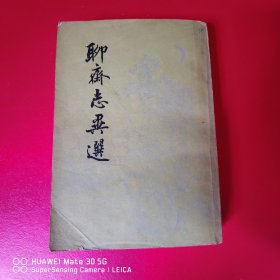 聊齋志異選
HUAWEI Mate 30 5G
SuperSensing Camera | LEICA